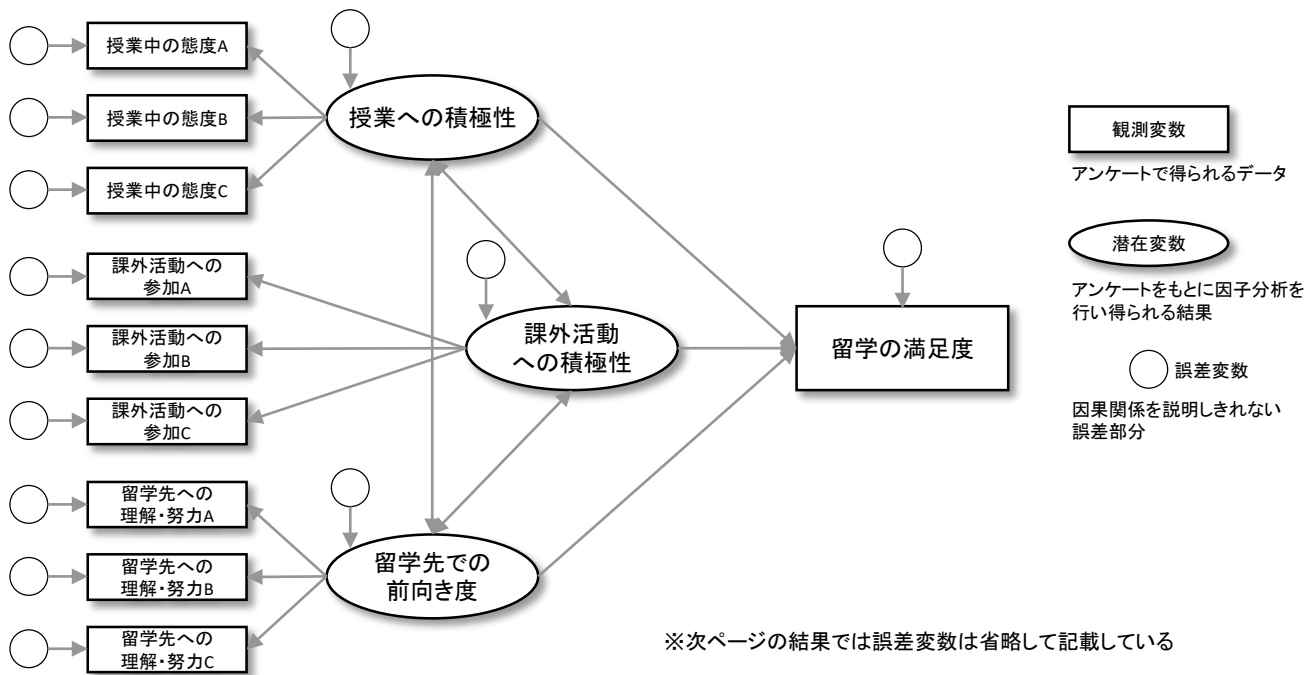 授業中の態度A
授業中の態度B
授業中の態度C
課外活動への
参加A
課外活動への
参加B
課外活動への
参加C
留学先への
理解・努力A
留学先への
理解・努力B
留学先への
理解・努力C
授業への積極性
課外活動
への積極性
留学先での
前向き度
留学の満足度
観測変数
アンケートで得られるデータ
潜在変数
アンケートをもとに因子分析を
行い得られる結果
誤差変数
因果関係を説明しきれない
誤差部分
※次ページの結果では誤差変数は省略して記載している